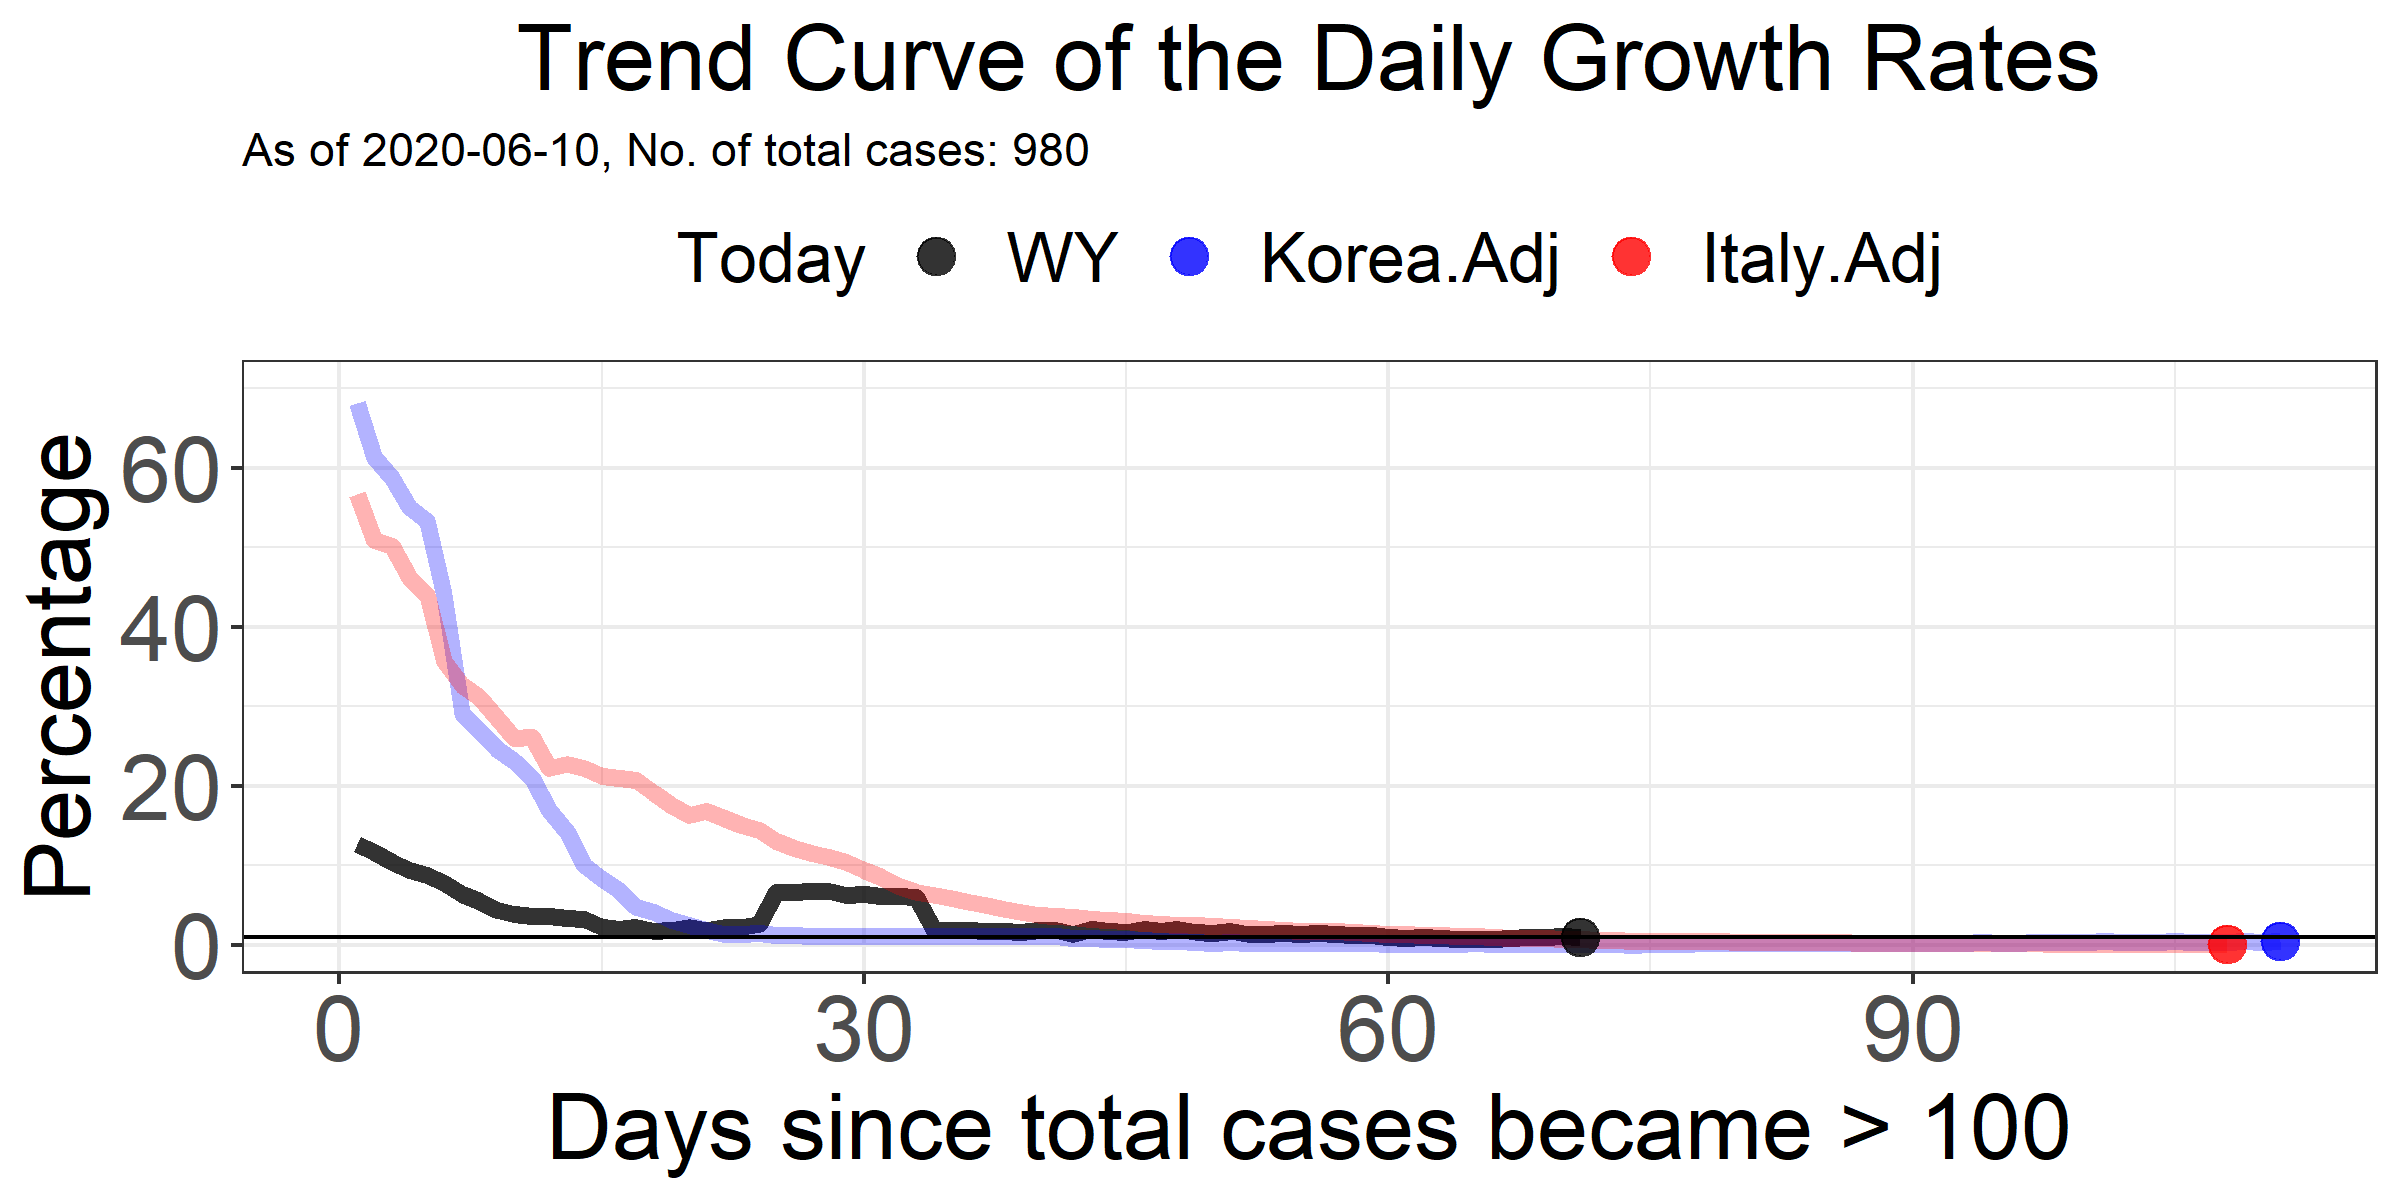 Trend Curve of the Daily Growth Rates
As of 2020-06-10, No. of total cases: 980
Today WY Korea.Adj Italy.Adj
Percentage
60
40
20
0
0 30 60 90
Days since total cases became > 100